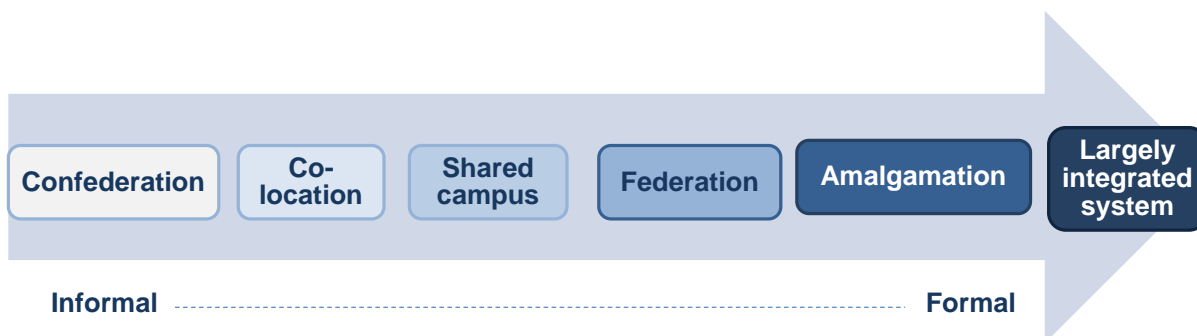 Confederation
Co-
location
Shared
campus
Federation
Amalgamation
Largely
integrated
system
Informal
Formal